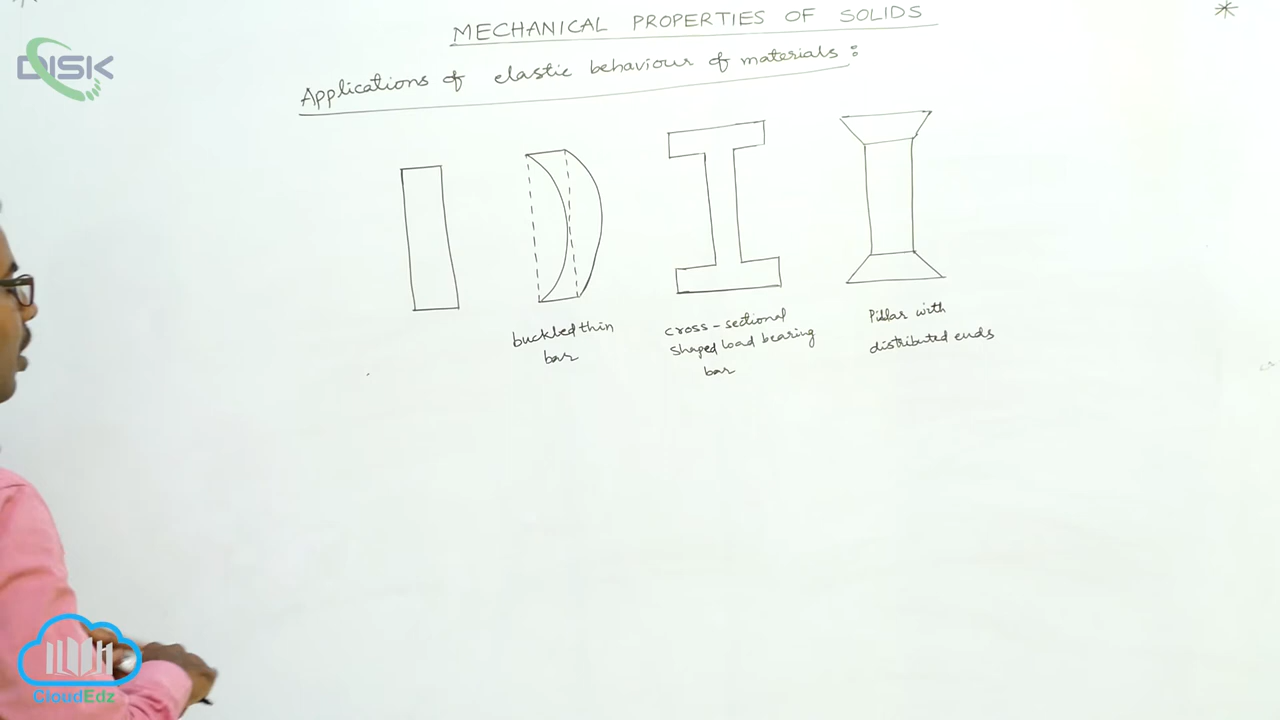 MECHANICAL PROPERTIES OF SOLIDS
Applications of elastic behaviour of materials :
buckled thin
bar
cross-sectional
shaped load bearing
bar
Pillar with
distributed ends
DISK
CloudEdz